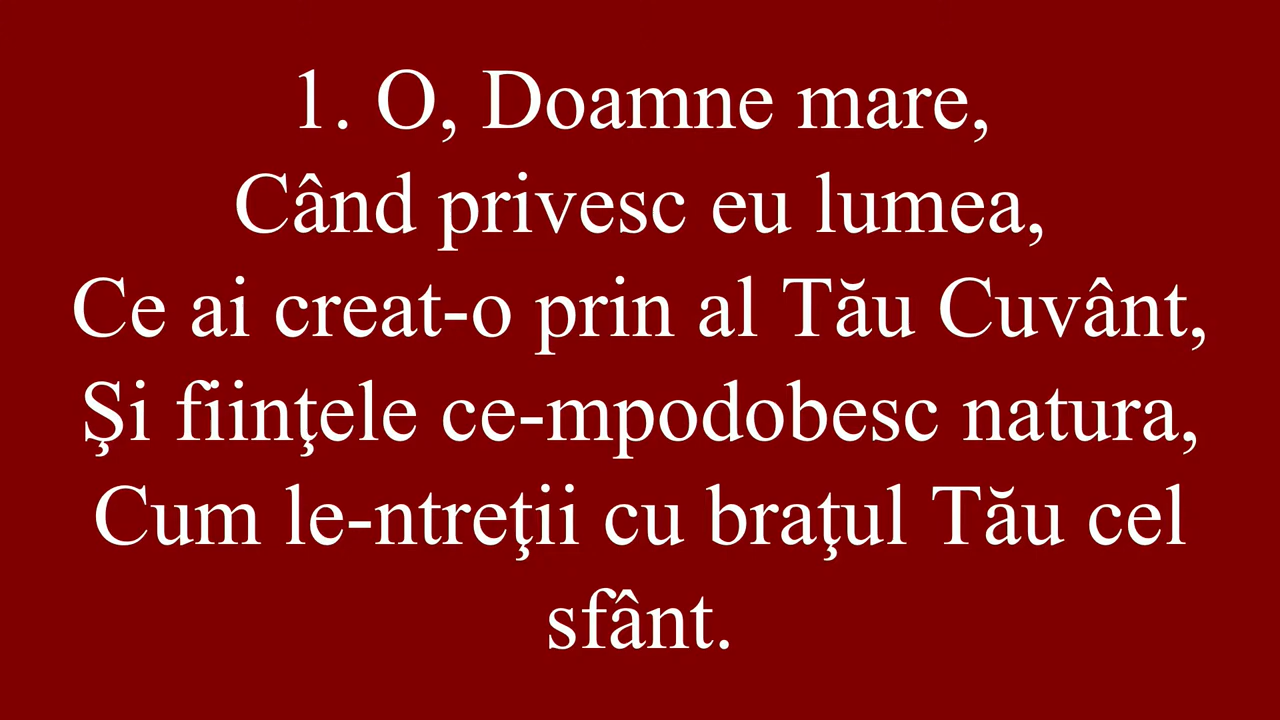 1. O, Doamne mare,
Când privesc eu lumea,
Ce ai creat-o prin al Tău Cuvânt,
Şi fiinţele ce-mpodobesc natura,
Cum le-ntreţii cu braţul Tău cel
sfânt.